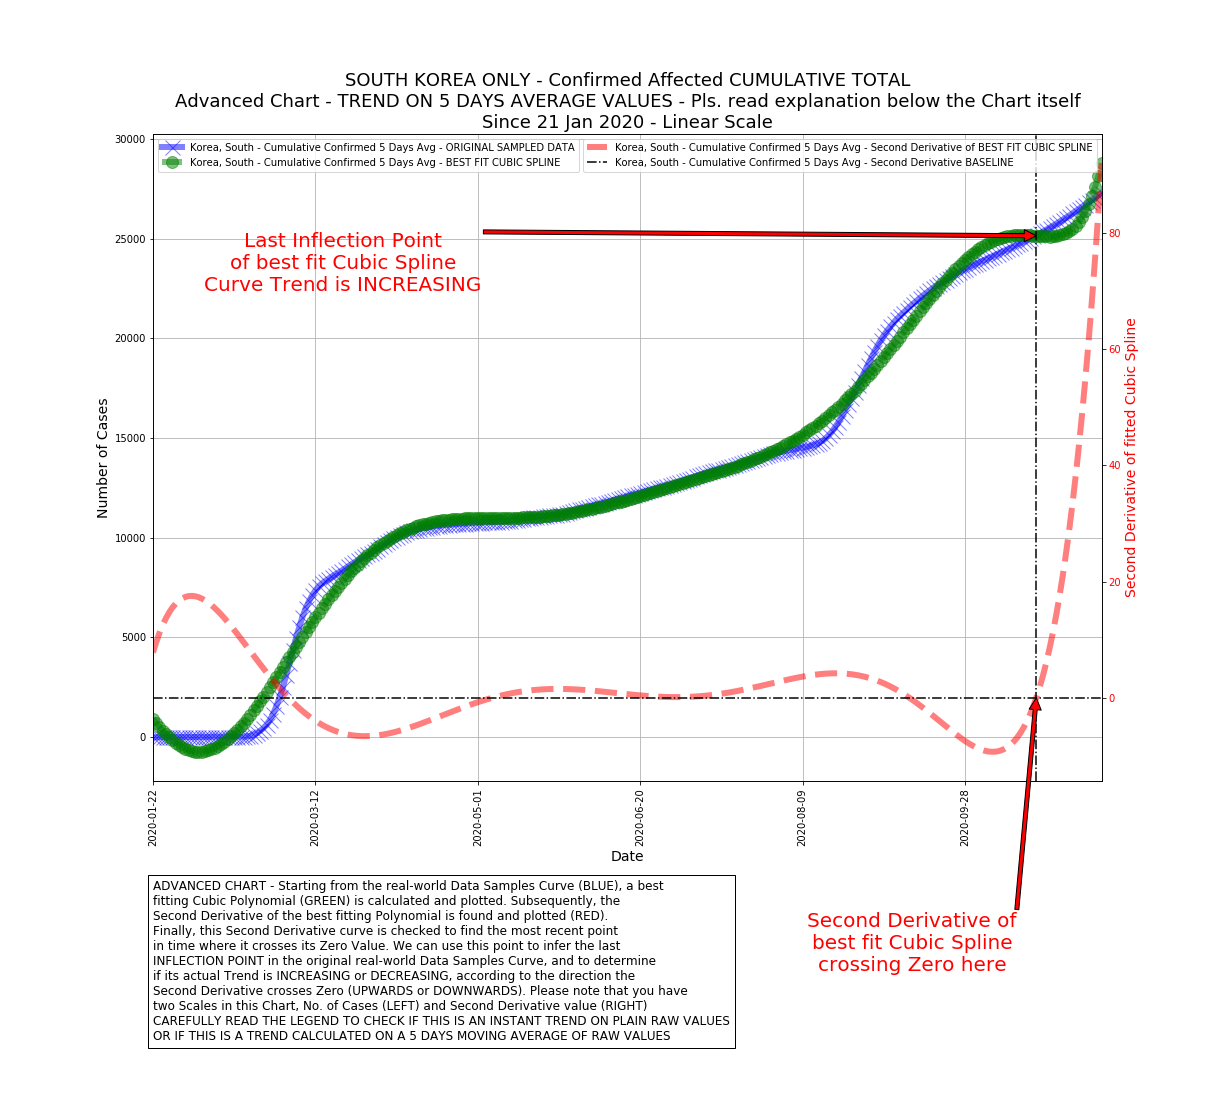 SOUTH KOREA ONLY - Confirmed Affected CUMULATIVE TOTAL
Advanced Chart - TREND ON 5 DAYS AVERAGE VALUES - Pls. read explanation below the Chart itself
Since 21 Jan 2020 - Linear Scale
Korea, South - Cumulative Confirmed 5 Days Avg - ORIGINAL SAMPLED DATA
Korea, South - Cumulative Confirmed 5 Days Avg - BEST FIT CUBIC SPLINE
Korea, South - Cumulative Confirmed 5 Days Avg - Second Derivative of BEST FIT CUBIC SPLINE
Korea, South - Cumulative Confirmed 5 Days Avg - Second Derivative BASELINE
30000
25000
20000
15000
10000
5000
0
Number of Cases
Last Inflection Point
of best fit Cubic Spline
Curve Trend is INCREASING
80
60
40
20
0
Second Derivative of fitted Cubic Spline
2020-01-22
2020-03-12
2020-05-01
2020-06-20
2020-08-09
2020-09-28
Date
ADVANCED CHART - Starting from the real-world Data Samples Curve (BLUE), a best
fitting Cubic Polynomial (GREEN) is calculated and plotted. Subsequently, the
Second Derivative of the best fitting Polynomial is found and plotted (RED).
Finally, this Second Derivative curve is checked to find the most recent point
in time where it crosses its Zero Value. We can use this point to infer the last
INFLECTION POINT in the original real-world Data Samples Curve, and to determine
if its actual Trend is INCREASING or DECREASING, according to the direction the
Second Derivative crosses Zero (UPWARDS or DOWNWARDS). Please note that you have
two Scales in this Chart, No. of Cases (LEFT) and Second Derivative value (RIGHT)
CAREFULLY READ THE LEGEND TO CHECK IF THIS IS AN INSTANT TREND ON PLAIN RAW VALUES
OR IF THIS IS A TREND CALCULATED ON A 5 DAYS MOVING AVERAGE OF RAW VALUES
Second Derivative of
best fit Cubic Spline
crossing Zero here